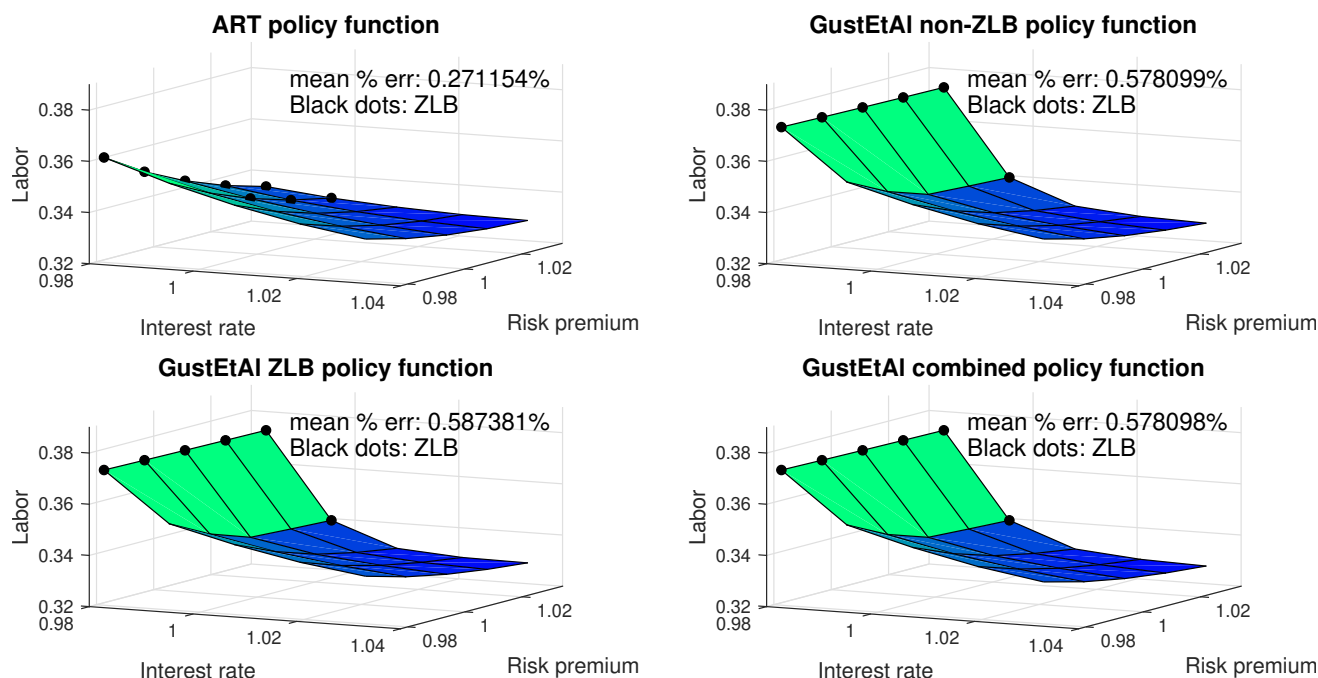 ART policy function
mean % err: 0.271154%
Black dots: ZLB
0.38
0.36
0.34
0.32
Labor
0.98
1
1.02
1.04
Interest rate
0.98
1
1.02
Risk premium
GustEtAl non-ZLB policy function
mean % err: 0.578099%
Black dots: ZLB
0.38
0.36
0.34
0.32
Labor
0.98
1
1.02
1.04
Interest rate
0.98
1
1.02
Risk premium
GustEtAl ZLB policy function
mean % err: 0.587381%
Black dots: ZLB
0.38
0.36
0.34
0.32
Labor
0.98
1
1.02
1.04
Interest rate
0.98
1
1.02
Risk premium
GustEtAl combined policy function
mean % err: 0.578098%
Black dots: ZLB
0.38
0.36
0.34
0.32
Labor
0.98
1
1.02
1.04
Interest rate
0.98
1
1.02
Risk premium